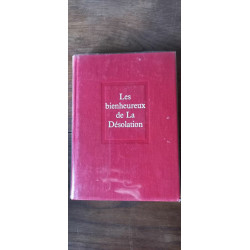 Les
bienheureux
de La
Désolation